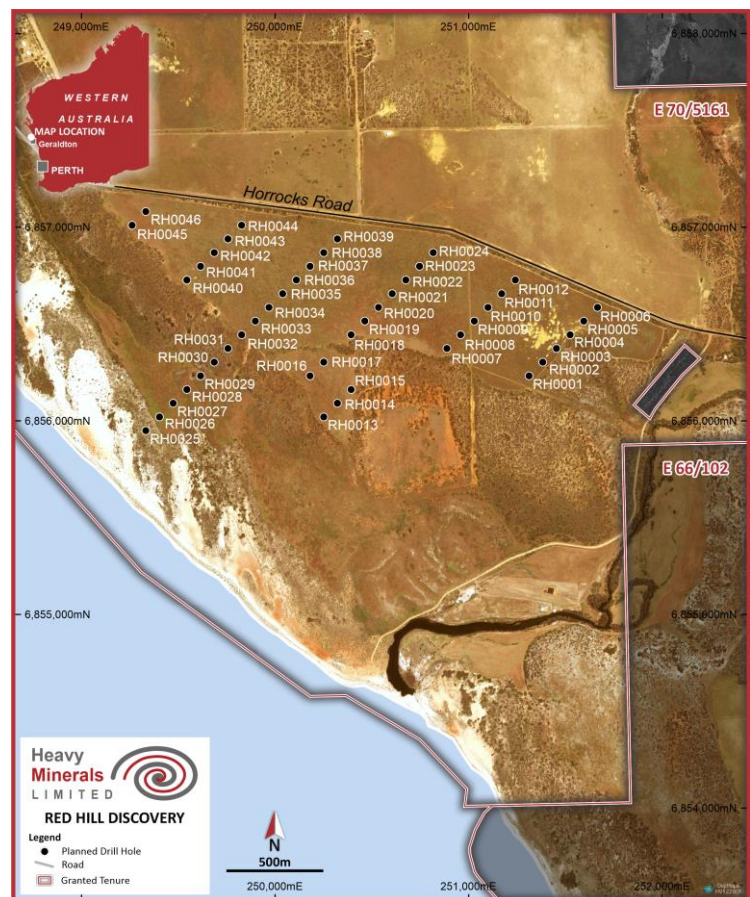 249,000mE
250,000mE
251,000mE
6,858,000mN
WESTERN
AUSTRALIA
MAP LOCATION
Geraldton
PERTH
E 70/5161
Horrocks Road
6,857,000mN
6,857,000mN
RH0046
RH0045
RH0044
RH0043
RH0042
RH0041
RH0040
RH0039
RH0038
RH0037
RH0036
RH0035
RH0034
RH0033
RH0032
RH0031
RH0030
RH0029
RH0028
RH0027
RH0026
RH0025
RH0024
RH0023
RH0022
RH0021
RH0020
RH0019
RH0018
RH0017
RH0016
RH0015
RH0014
RH0013
RH0012
RH0011
RH0010
RH0009
RH0008
RH0007
RH0006
RH0005
RH0004
RH0003
RH0002
RH0001
6,856,000mN
6,856,000mN
E 66/102
6,855,000mN
6,855,000mN
6,854,000mN
Heavy
Minerals
LIMITED
RED HILL DISCOVERY
Legend
Planned Drill Hole
Road
Granted Tenure
N
500m
250,000mE
251,000mE
252,000mE